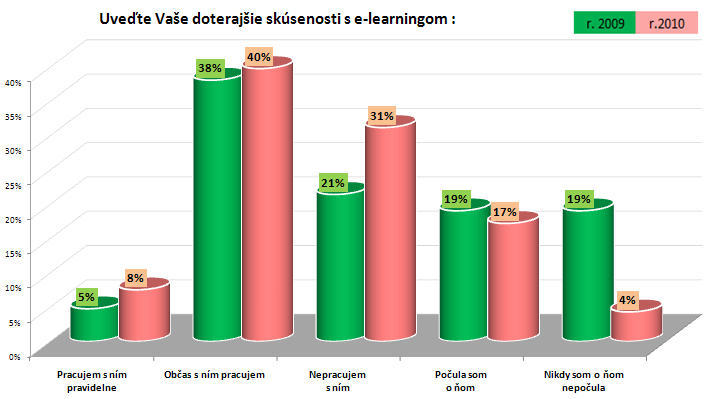 Uveďte Vaše doterajšie skúsenosti s e-learningom :
r. 2009
r.2010
40%
35%
30%
25%
20%
15%
10%
5%
0%
5%
8%
38%
40%
21%
31%
19%
17%
19%
4%
Pracujem s ním
pravidelne
Občas s ním pracujem
Nepracujem
s ním
Počula som
o ňom
Nikdy som o ňom
nepočula